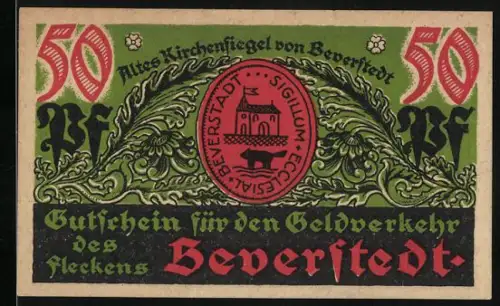 50 Pf
Altes Kirchensiegel von Beverstedt
50 Pf
BEVERSTADT · · · SIGILLUM · ECCLESIAE ·
Gutschein für den Geldverkehr
des
Fleckens Beverstedt·